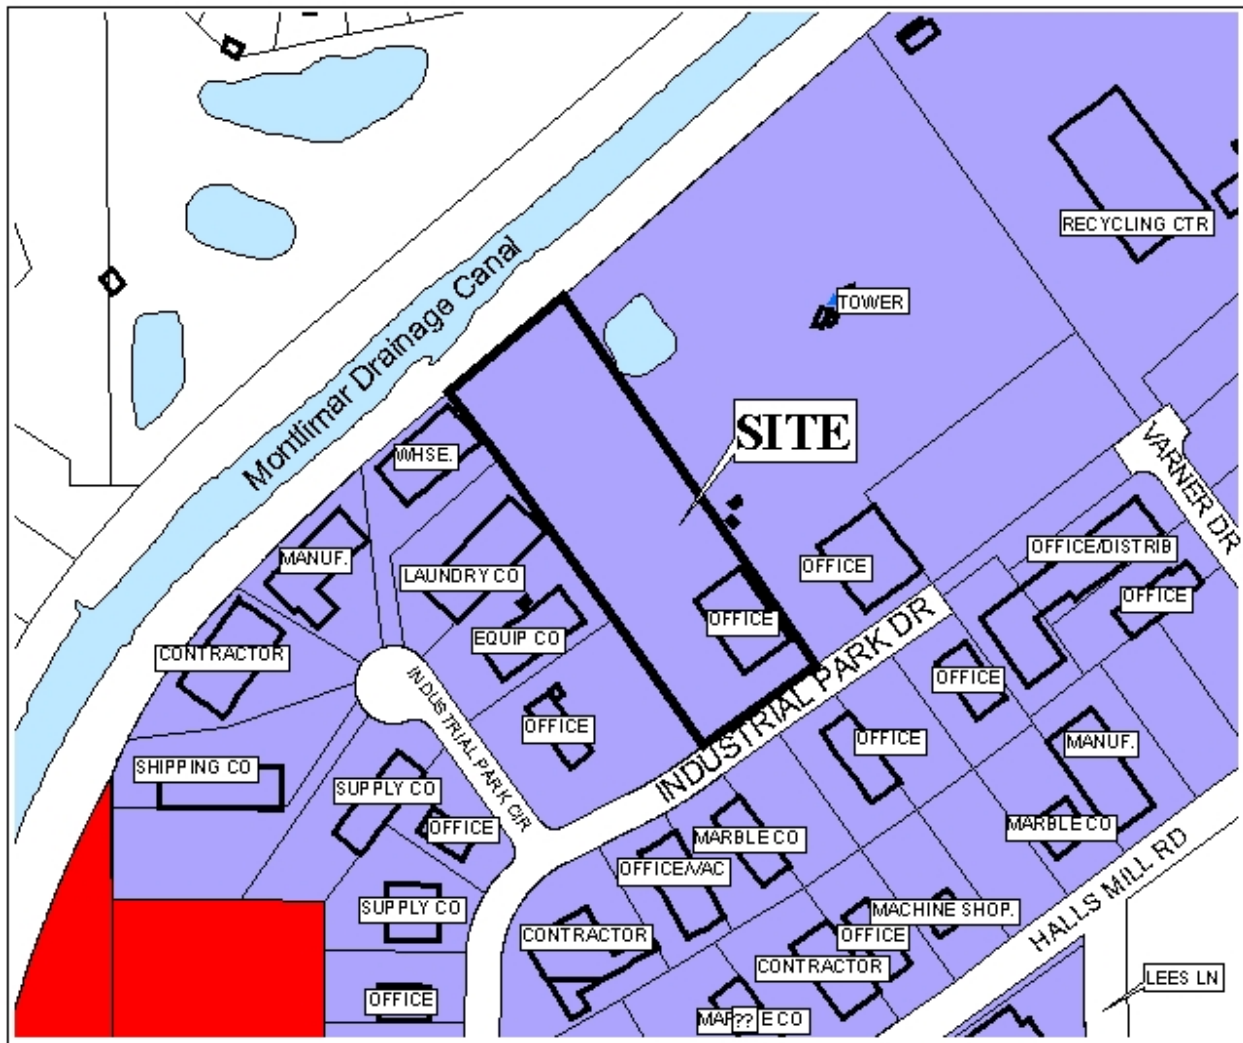 RECYCLING CTR
Montlimar Drainage Canal
TOWER
SITE
VARNER DR
WHSE.
MANUF.
LAUNDRY CO
OFFICE
OFFICE/DISTRIB
OFFICE
EQUIP CO
OFFICE
CONTRACTOR
INDUSTRIAL PARK DR
OFFICE
INDUSTRIAL PARK CIR
OFFICE
OFFICE
MANUF.
SHIPPING CO
SUPPLY CO
OFFICE
MARBLE CO
MARBLE CO
OFFICE/VAC
HALLS MILL RD
SUPPLY CO
MACHINE SHOP.
CONTRACTOR
OFFICE
CONTRACTOR
LEES LN
OFFICE
??